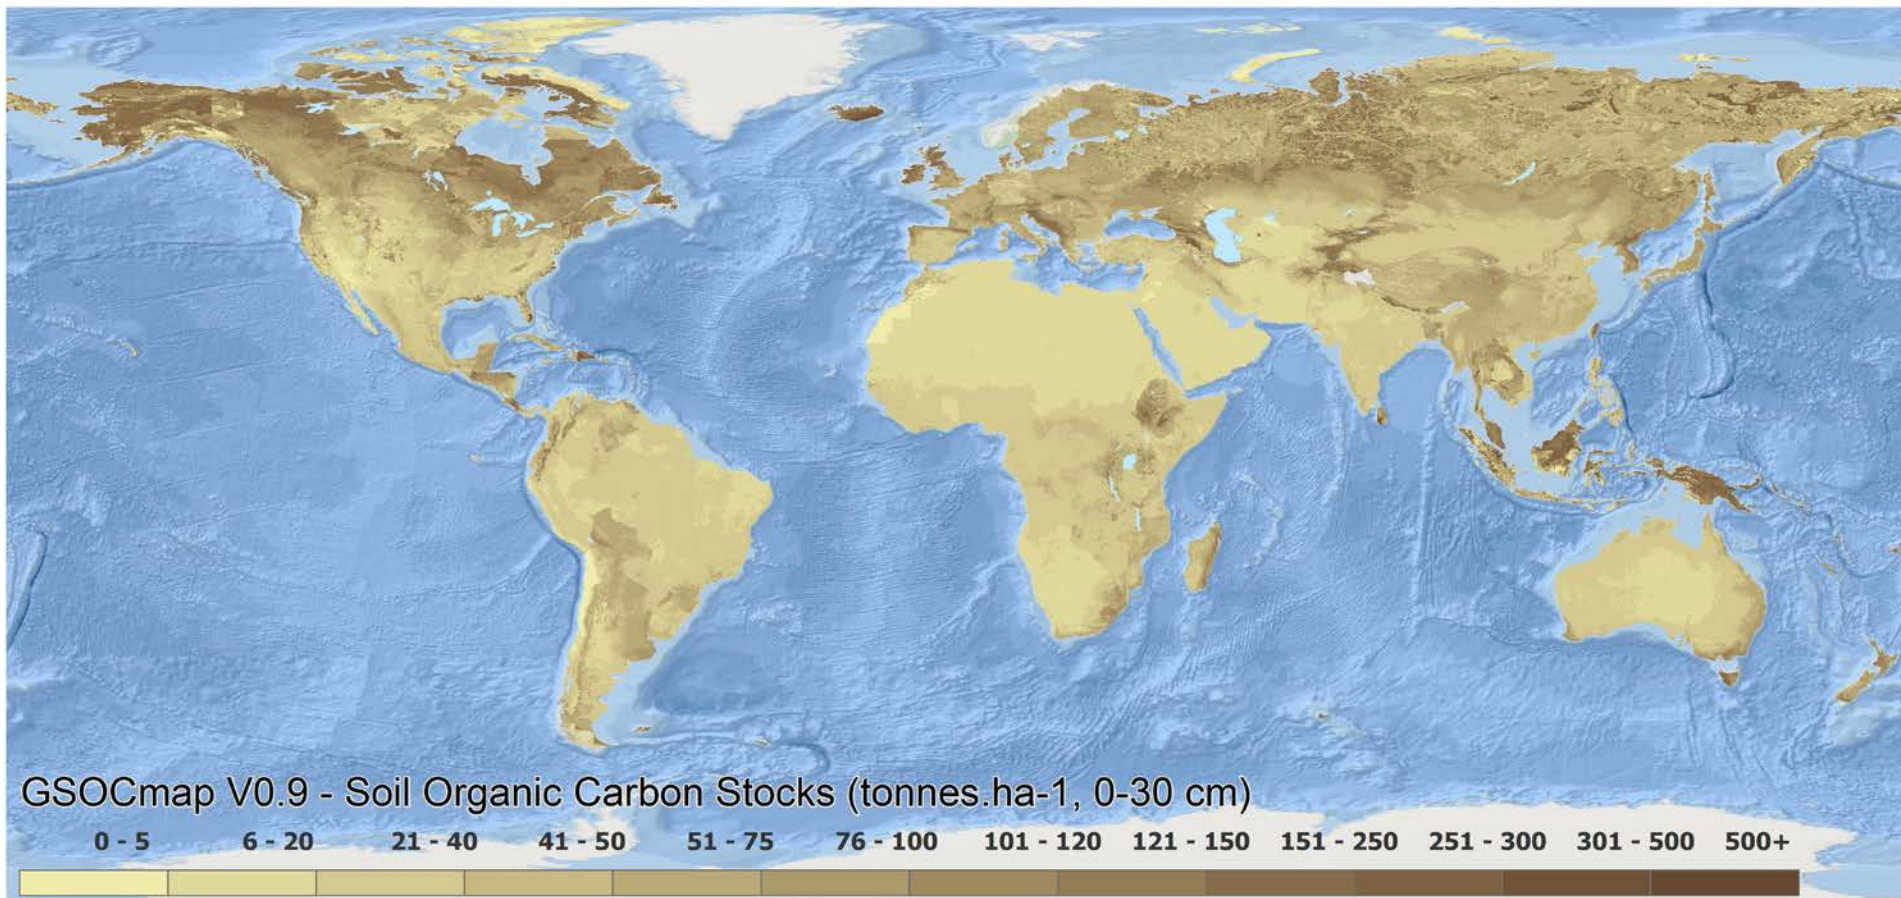 GSOCmap V0.9 - Soil Organic Carbon Stocks (tonnes.ha-1, 0-30 cm)
0 - 5 6 - 20 21 - 40 41 - 50 51 - 75 76 - 100 101 - 120 121 - 150 151 - 250 251 - 300 301 - 500 500+